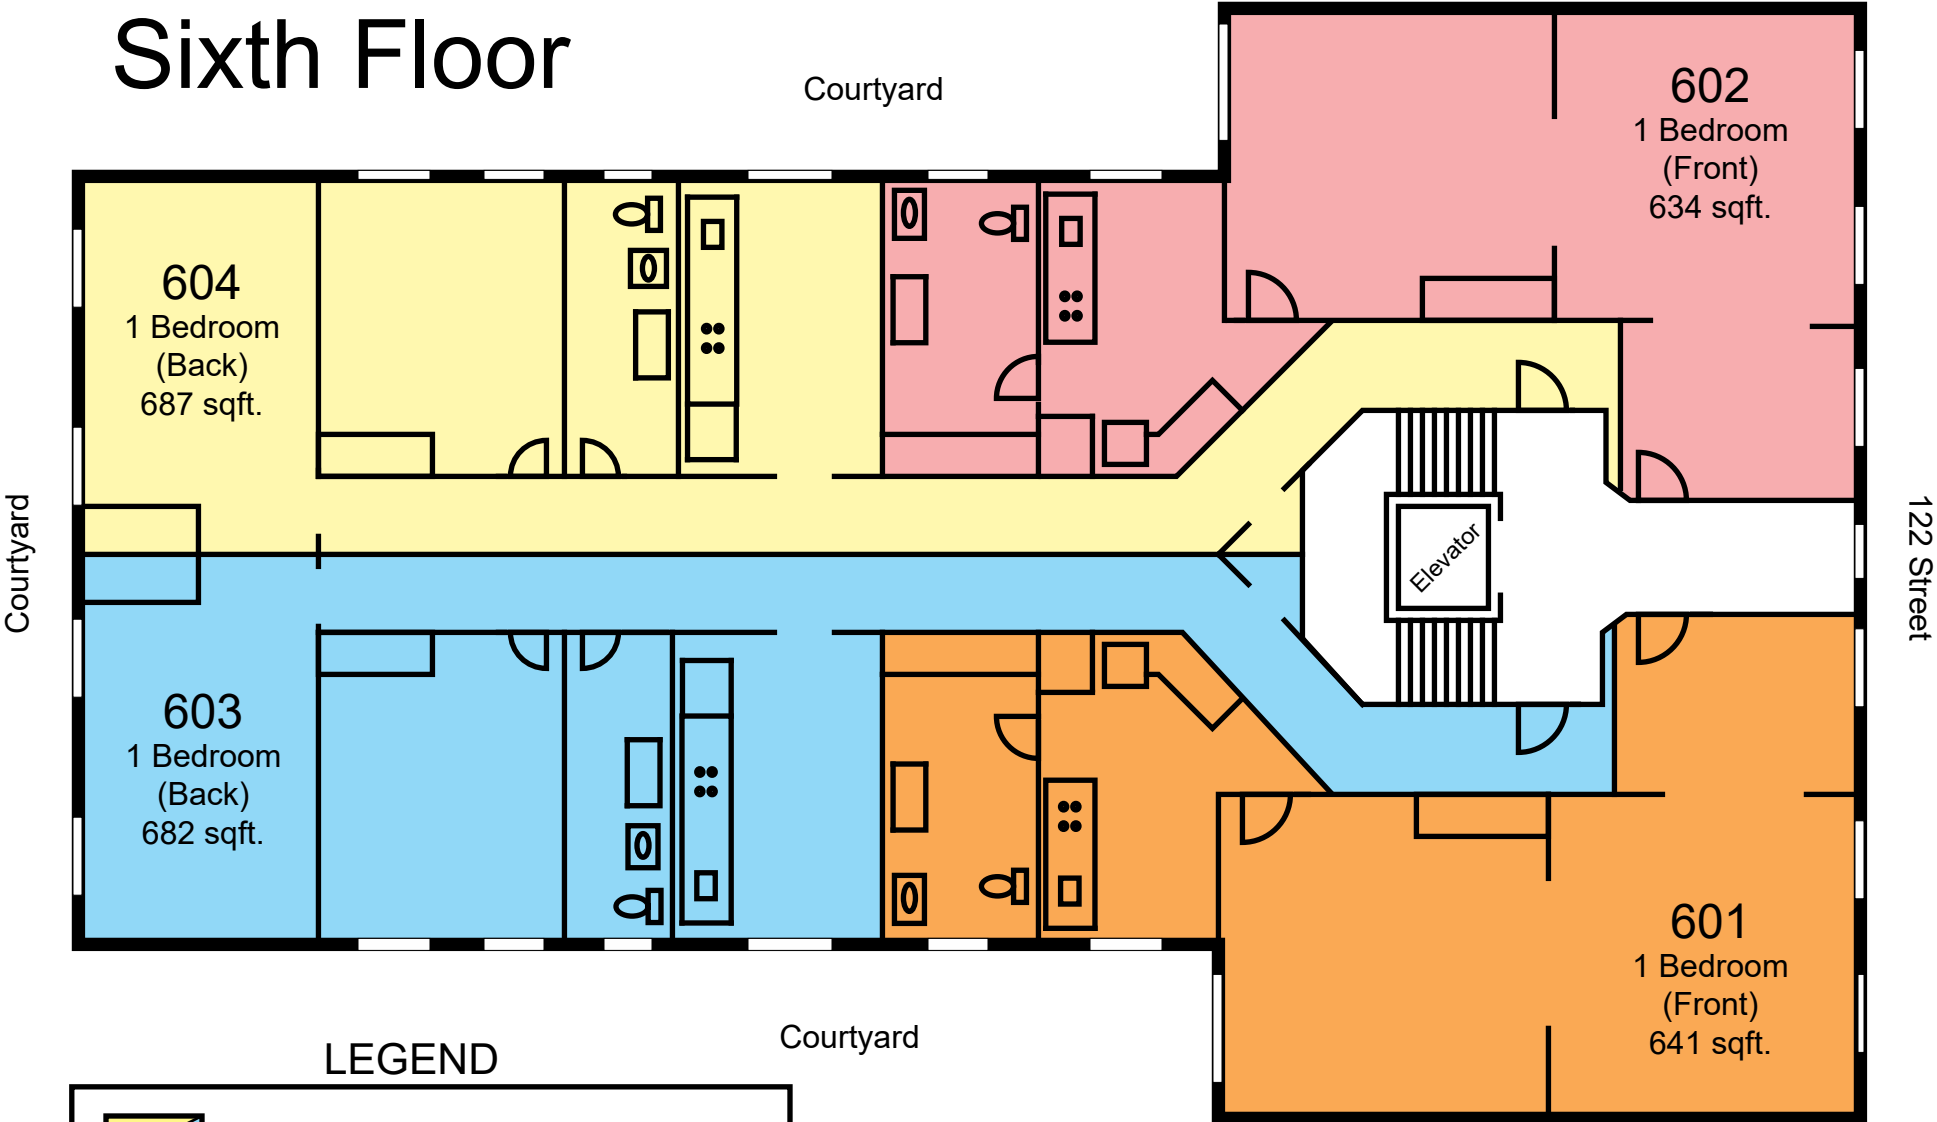 Sixth Floor
Courtyard
602
1 Bedroom
(Front)
634 sqft.
604
1 Bedroom
(Back)
687 sqft.
Courtyard
Elevator
122 Street
603
1 Bedroom
(Back)
682 sqft.
601
1 Bedroom
(Front)
641 sqft.
Courtyard
LEGEND